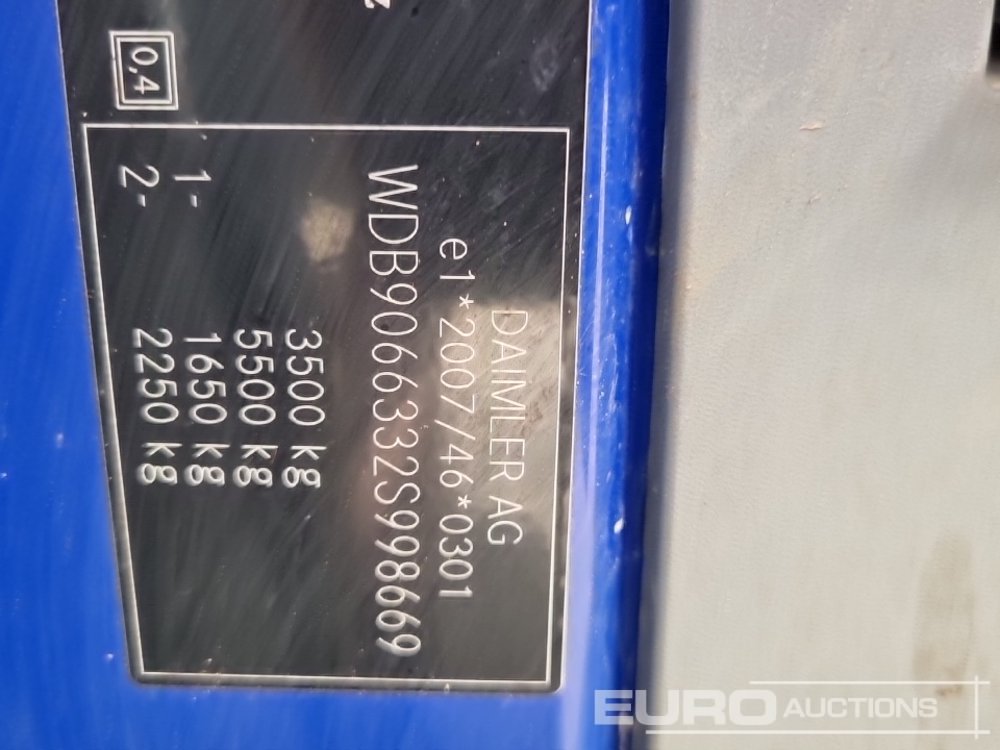 DAIMLER AG
e1*2007/46*0301
WDB9066332S998669
3500 kg
5500 kg
1- 1650 kg
2- 2250 kg
0,4
EURO AUCTIONS